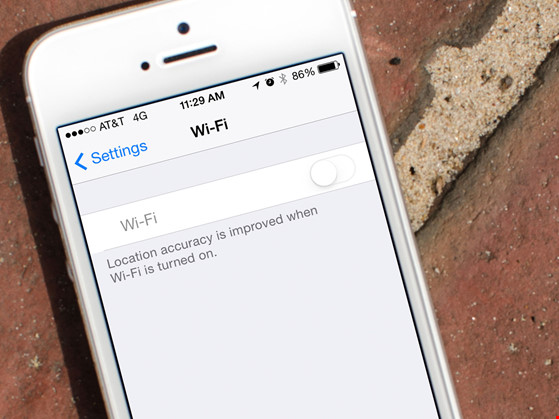 AT&T 4G 11:29 AM 86%
Settings Wi-Fi
Wi-Fi
Location accuracy is improved when
Wi-Fi is turned on.